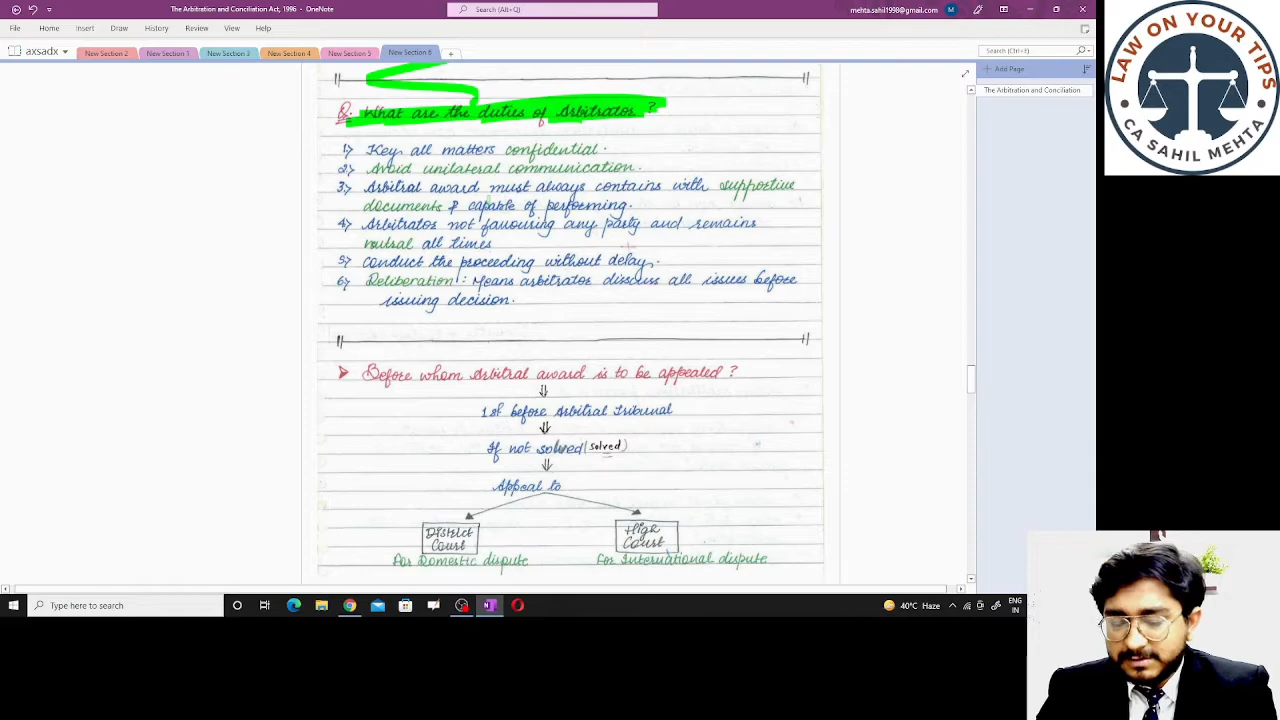 The Arbitration and Conciliation Act, 1996 - OneNote
Search (Alt+Q)
mehta.sahil1998@gmail.com M
File Home Insert Draw History Review View Help
axsadx New Section 2 New Section 1 New Section 3 New Section 4 New Section 5 New Section 6 +
Search (Ctrl+E)
+ Add Page
The Arbitration and Conciliation
LAW ON YOUR TIPS
CA SAHIL MEHTA
Q. What are the duties of Arbitrator ?
1) Key all matters confidential.
2) Avoid unilateral communication.
3) Arbitral award must always contains with supportive
documents & capable of performing.
4) Arbitrator not favouring any party and remains
neutral all times
5) Conduct the proceeding without delay.
6) Deliberation : Means arbitrator discuss all issues before
issuing decision.
Before whom Arbitral award is to be appealed ?
1st before Arbitral Tribunal
If not solved (solved)
Appeal to
District High
Court Court
For Domestic dispute For International dispute
Type here to search
40°C Haze
ENG
IN